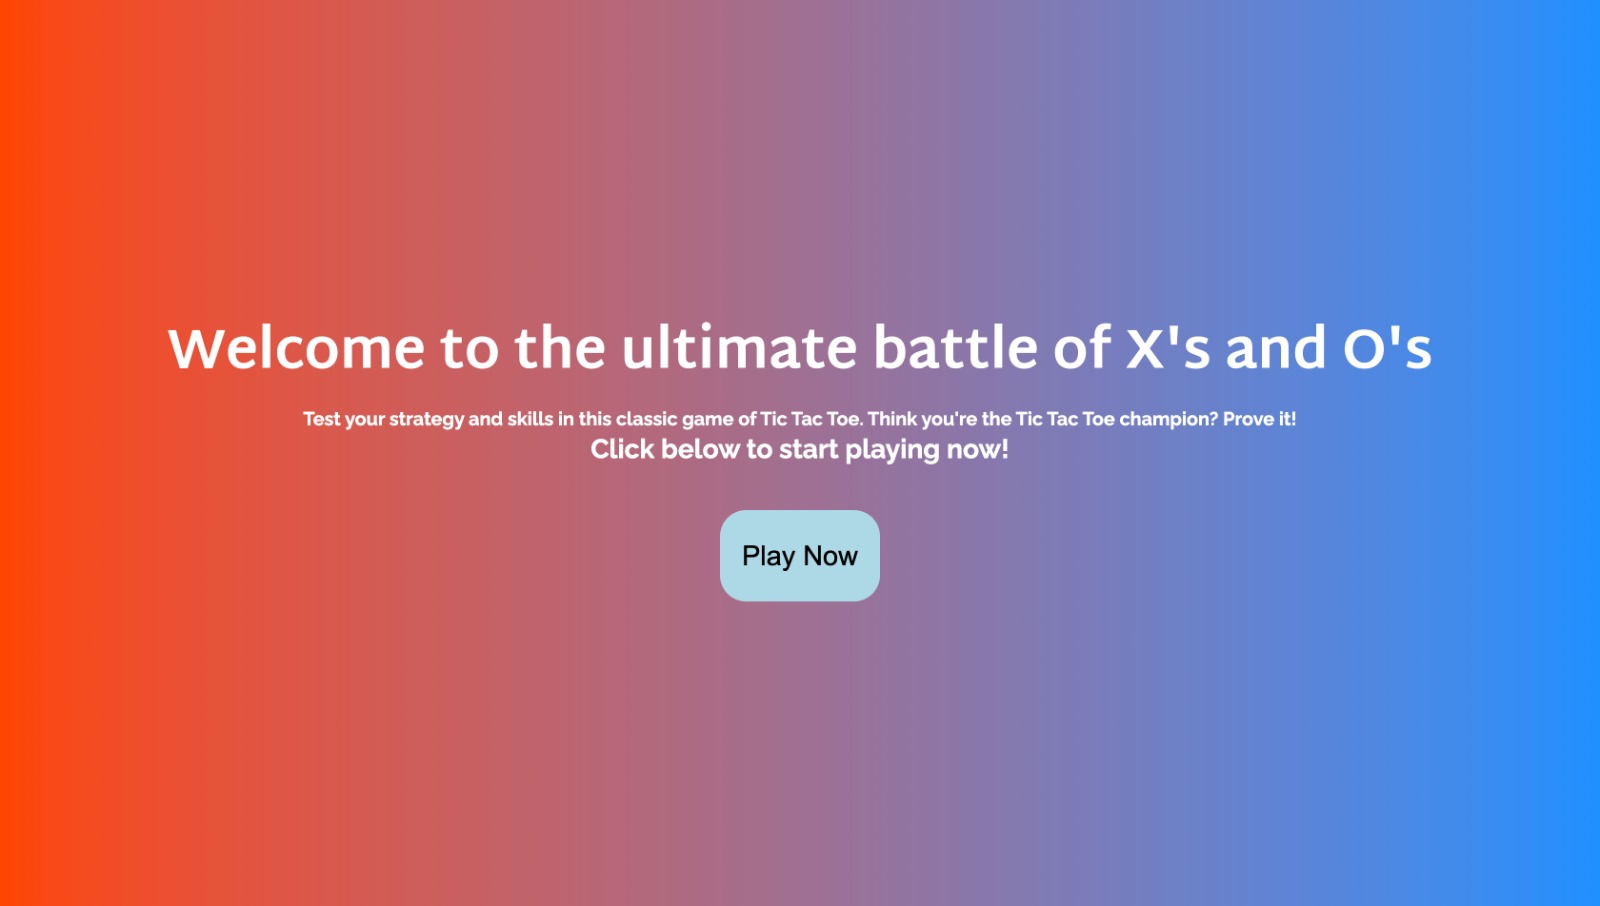 Welcome to the ultimate battle of X's and O's
Test your strategy and skills in this classic game of Tic Tac Toe. Think you're the Tic Tac Toe champion? Prove it!
Click below to start playing now!
Play Now